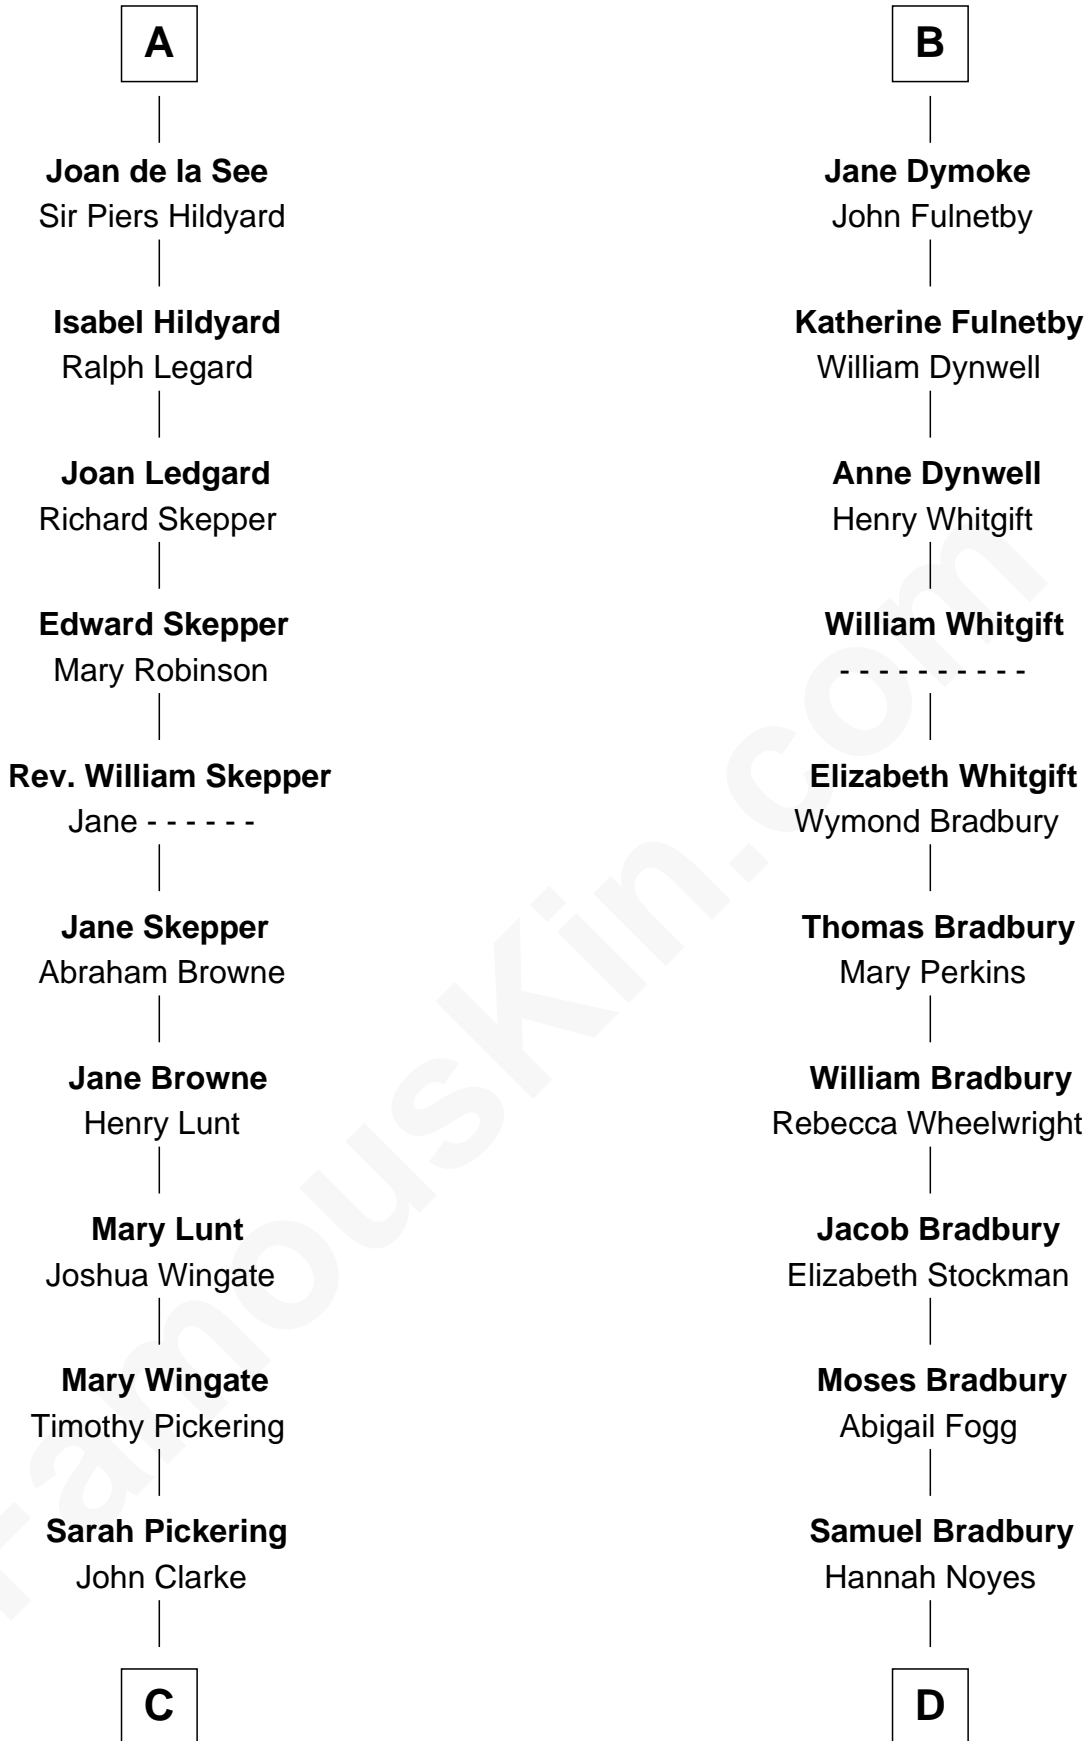 A
Joan de la See
Sir Piers Hildyard
Isabel Hildyard
Ralph Legard
Joan Ledgard
Richard Skepper
Edward Skepper
Mary Robinson
Rev. William Skepper
Jane - - - - - -
Jane Skepper
Abraham Browne
Jane Browne
Henry Lunt
Mary Lunt
Joshua Wingate
Mary Wingate
Timothy Pickering
Sarah Pickering
John Clarke
C
B
Jane Dymoke
John Fulnetby
Katherine Fulnetby
William Dynwell
Anne Dynwell
Henry Whitgift
William Whitgift
- - - - - - - - - -
Elizabeth Whitgift
Wymond Bradbury
Thomas Bradbury
Mary Perkins
William Bradbury
Rebecca Wheelwright
Jacob Bradbury
Elizabeth Stockman
Moses Bradbury
Abigail Fogg
Samuel Bradbury
Hannah Noyes
D
FamousKin.com